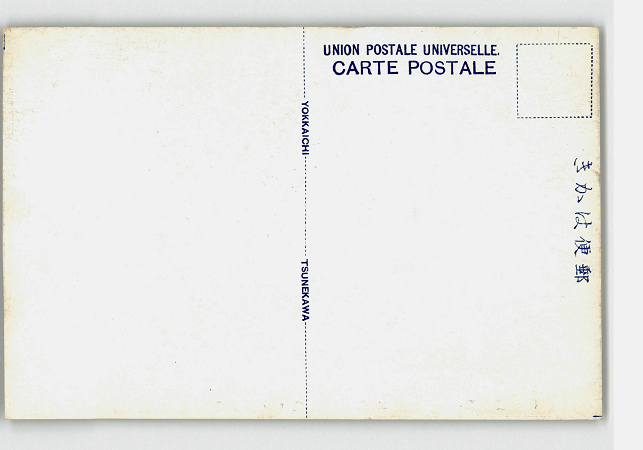 UNION POSTALE UNIVERSELLE.
CARTE POSTALE
YOKKAICHI
TSUNEKAWA
郵便はかき